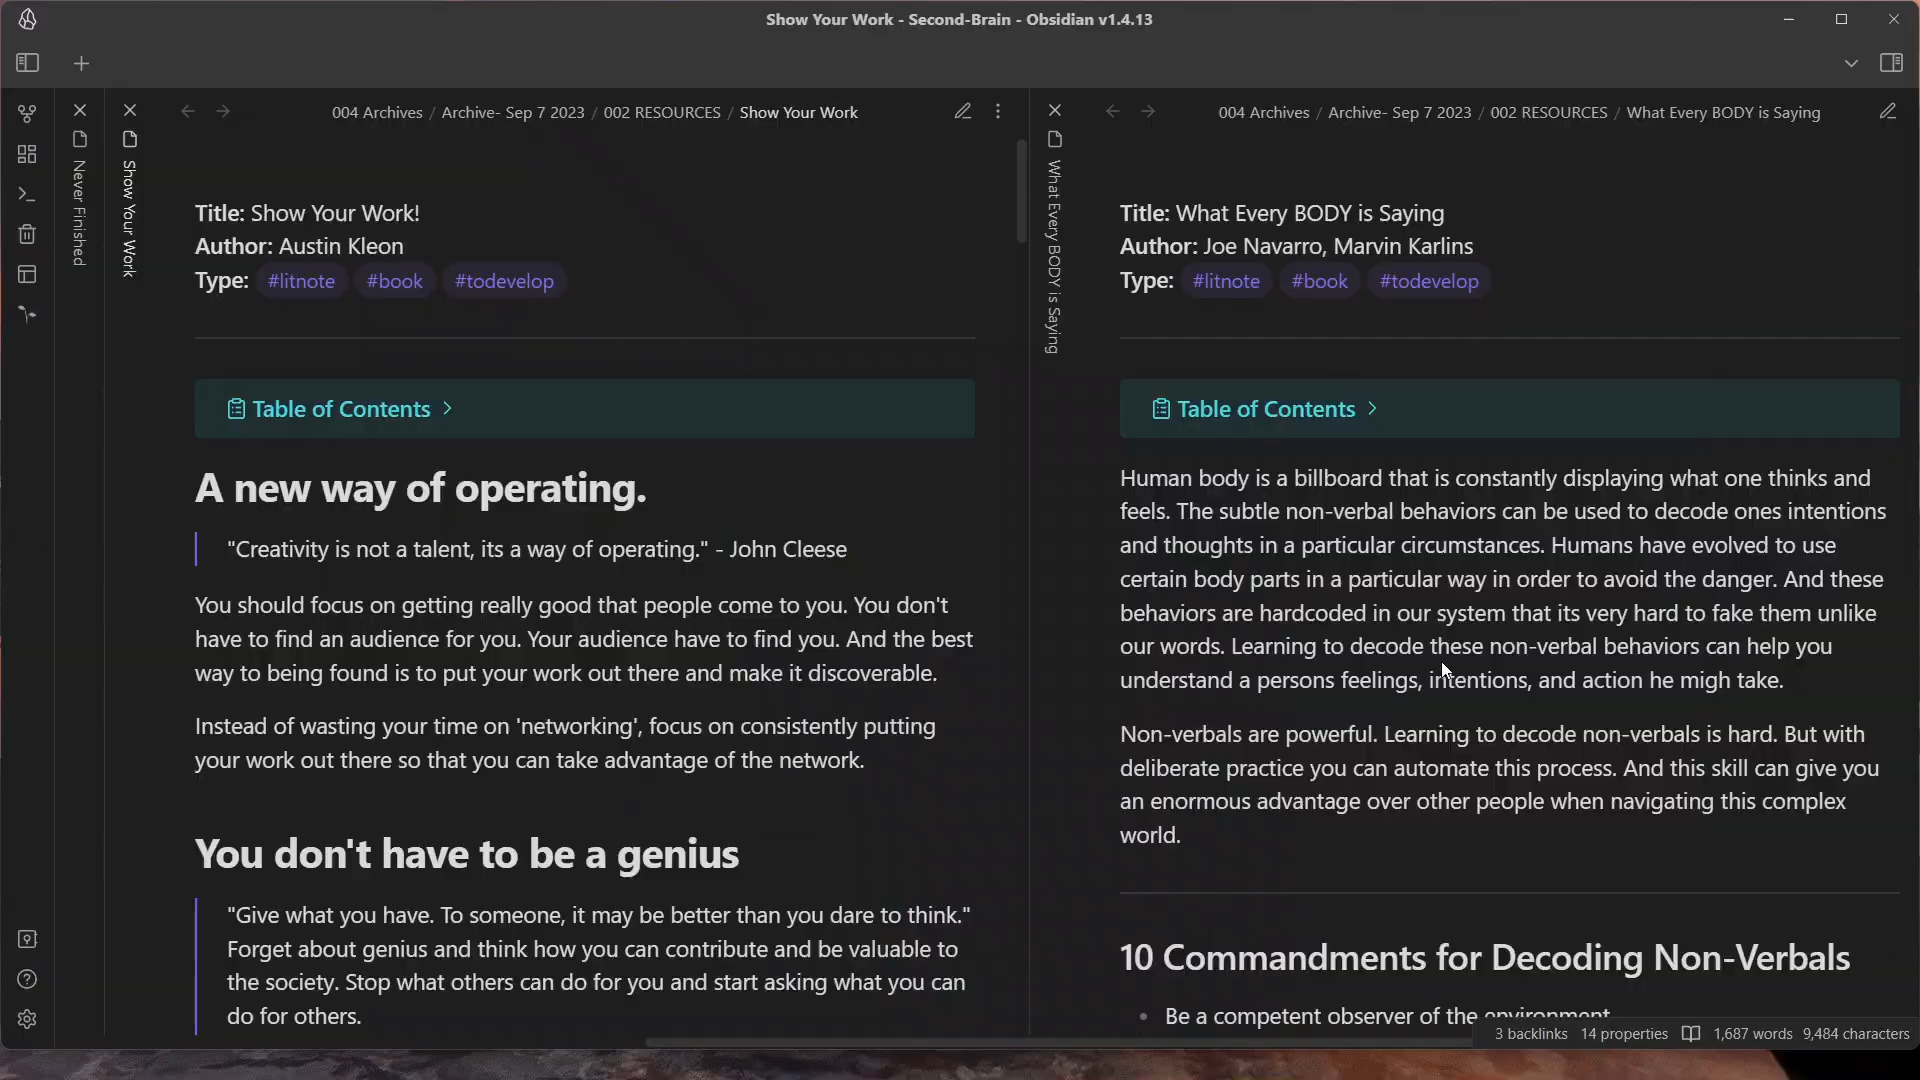 Show Your Work - Second-Brain - Obsidian v1.4.13
Never Finished
Show Your Work
004 Archives / Archive- Sep 7 2023 / 002 RESOURCES / Show Your Work
Title: Show Your Work!
Author: Austin Kleon
Type: #litnote #book #todevelop
Table of Contents
A new way of operating.
"Creativity is not a talent, its a way of operating." - John Cleese
You should focus on getting really good that people come to you. You don't
have to find an audience for you. Your audience have to find you. And the best
way to being found is to put your work out there and make it discoverable.
Instead of wasting your time on 'networking', focus on consistently putting
your work out there so that you can take advantage of the network.
You don't have to be a genius
"Give what you have. To someone, it may be better than you dare to think."
Forget about genius and think how you can contribute and be valuable to
the society. Stop what others can do for you and start asking what you can
do for others.
What Every BODY is Saying
004 Archives / Archive- Sep 7 2023 / 002 RESOURCES / What Every BODY is Saying
Title: What Every BODY is Saying
Author: Joe Navarro, Marvin Karlins
Type: #litnote #book #todevelop
Table of Contents
Human body is a billboard that is constantly displaying what one thinks and
feels. The subtle non-verbal behaviors can be used to decode ones intentions
and thoughts in a particular circumstances. Humans have evolved to use
certain body parts in a particular way in order to avoid the danger. And these
behaviors are hardcoded in our system that its very hard to fake them unlike
our words. Learning to decode these non-verbal behaviors can help you
understand a persons feelings, intentions, and action he migh take.
Non-verbals are powerful. Learning to decode non-verbals is hard. But with
deliberate practice you can automate this process. And this skill can give you
an enormous advantage over other people when navigating this complex
world.
10 Commandments for Decoding Non-Verbals
Be a competent observer of the environment
3 backlinks 14 properties 1,687 words 9,484 characters